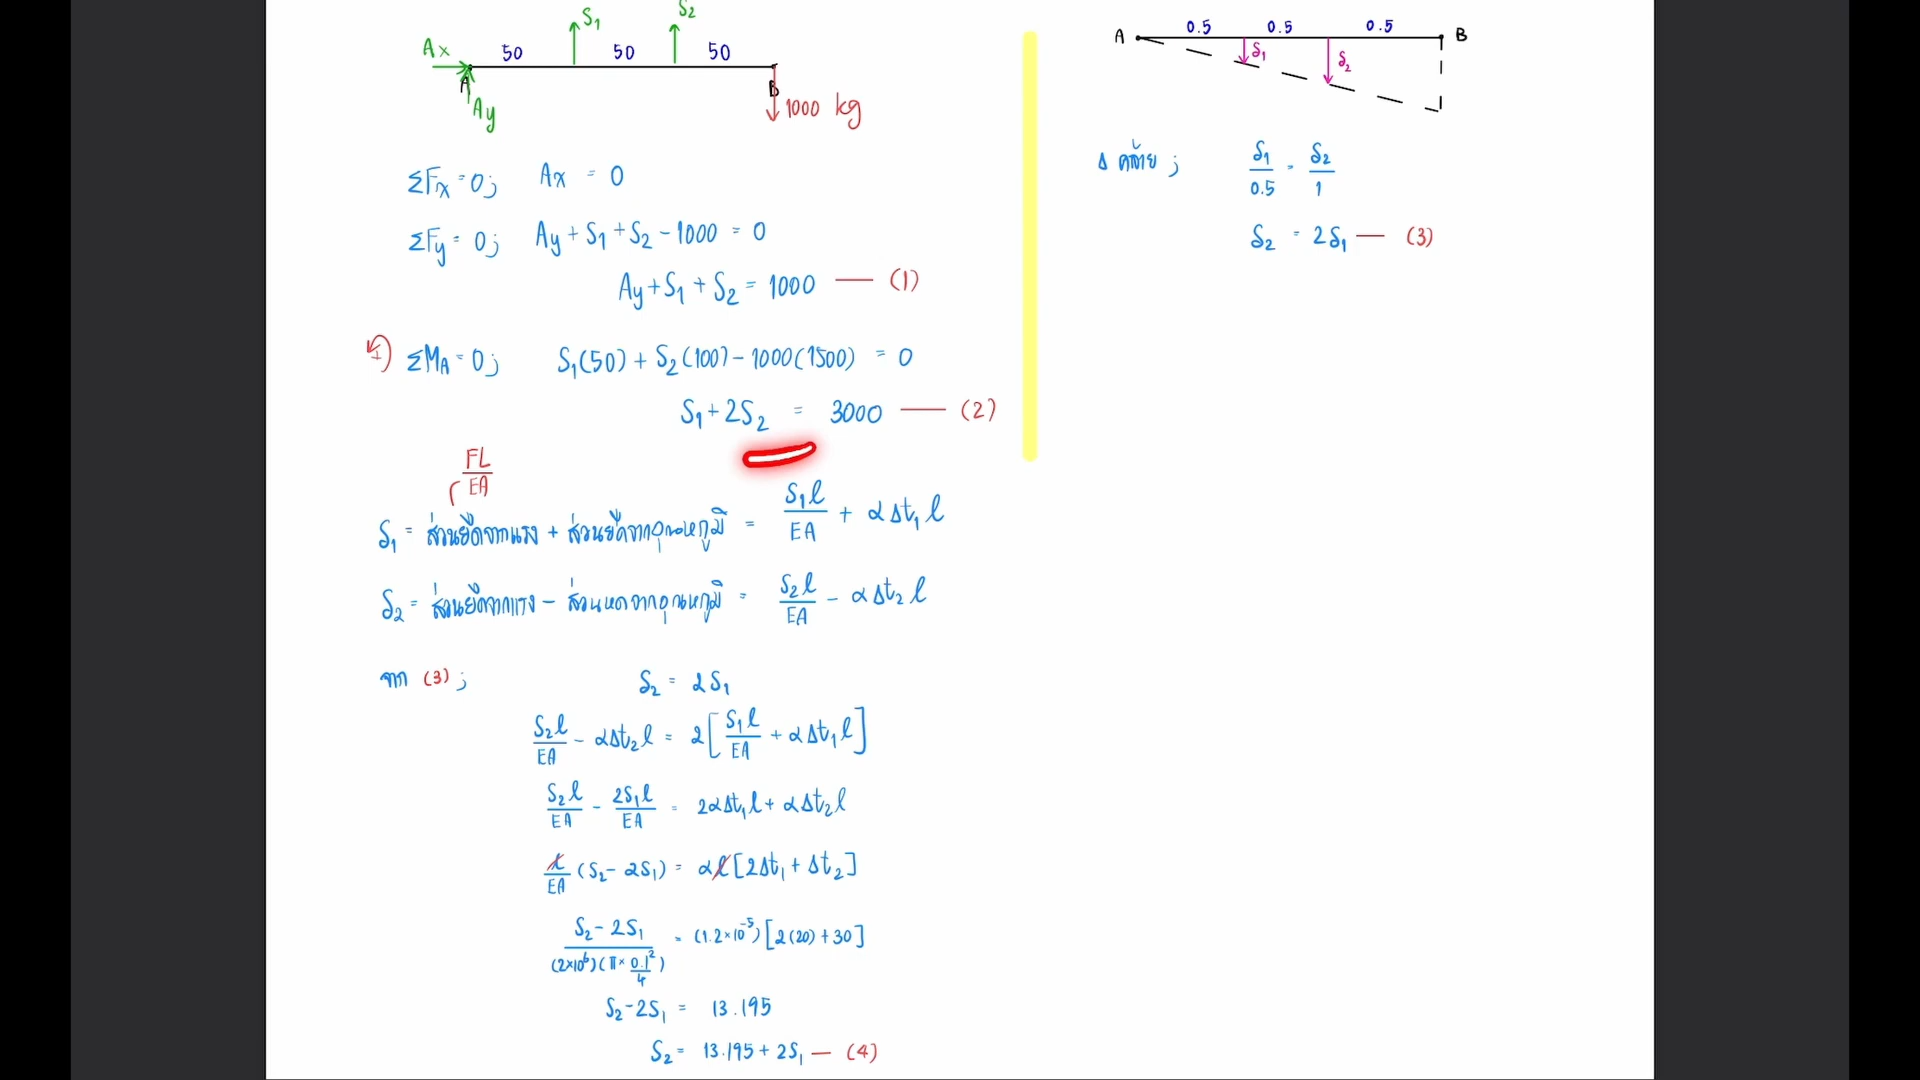 S₁ S₂
Ax 50 50 50
A B
Ay 1000 kg
ΣFx = 0; Ax = 0
ΣFy = 0; Ay + S₁ + S₂ - 1000 = 0
Ay + S₁ + S₂ = 1000 — (1)
+ ΣMA = 0; S₁(50) + S₂(100) - 1000(1500) = 0
S₁ + 2S₂ = 3000 — (2)
FL/EA
δ₁ = ส่วนยืดจากแรง + ส่วนยืดจากอุณหภูมิ = S₁l/EA + αΔt₁l
δ₂ = ส่วนยืดจากแรง - ส่วนหดจากอุณหภูมิ = S₂l/EA - αΔt₂l
จาก (3); δ₂ = 2δ₁
S₂l/EA - αΔt₂l = 2[S₁l/EA + αΔt₁l]
S₂l/EA - 2S₁l/EA = 2αΔt₁l + αΔt₂l
l/EA (S₂ - 2S₁) = αl[2Δt₁ + Δt₂]
S₂ - 2S₁/(2×10⁶)(π×0.1²/4) = (1.2×10⁻⁵)[2(20) + 30]
S₂ - 2S₁ = 13.195
S₂ = 13.195 + 2S₁ — (4)
0.5 0.5 0.5
A B
δ₁ δ₂
Δ คล้าย ; δ₁/0.5 = δ₂/1
δ₂ = 2δ₁ — (3)